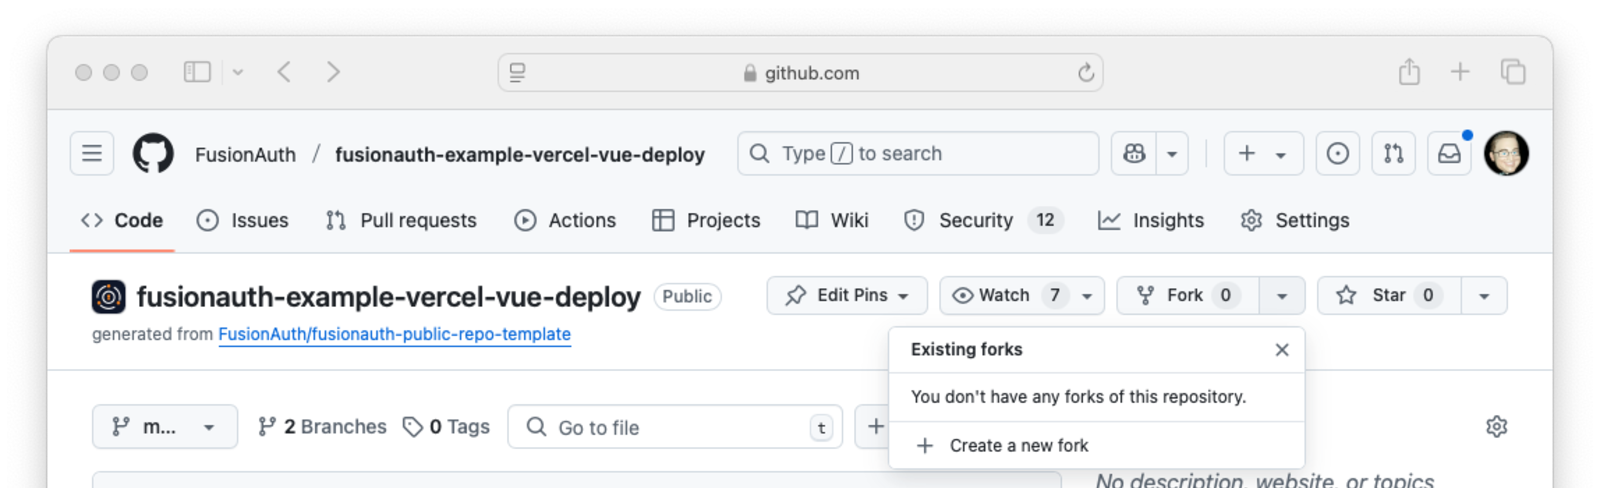 github.com
FusionAuth / fusionauth-example-vercel-vue-deploy Type / to search
Code Issues Pull requests Actions Projects Wiki Security 12 Insights Settings
fusionauth-example-vercel-vue-deploy Public Edit Pins Watch 7 Fork 0 Star 0
generated from FusionAuth/fusionauth-public-repo-template
Existing forks
You don't have any forks of this repository.
Create a new fork
m... 2 Branches 0 Tags Go to file t
No description, website, or topics